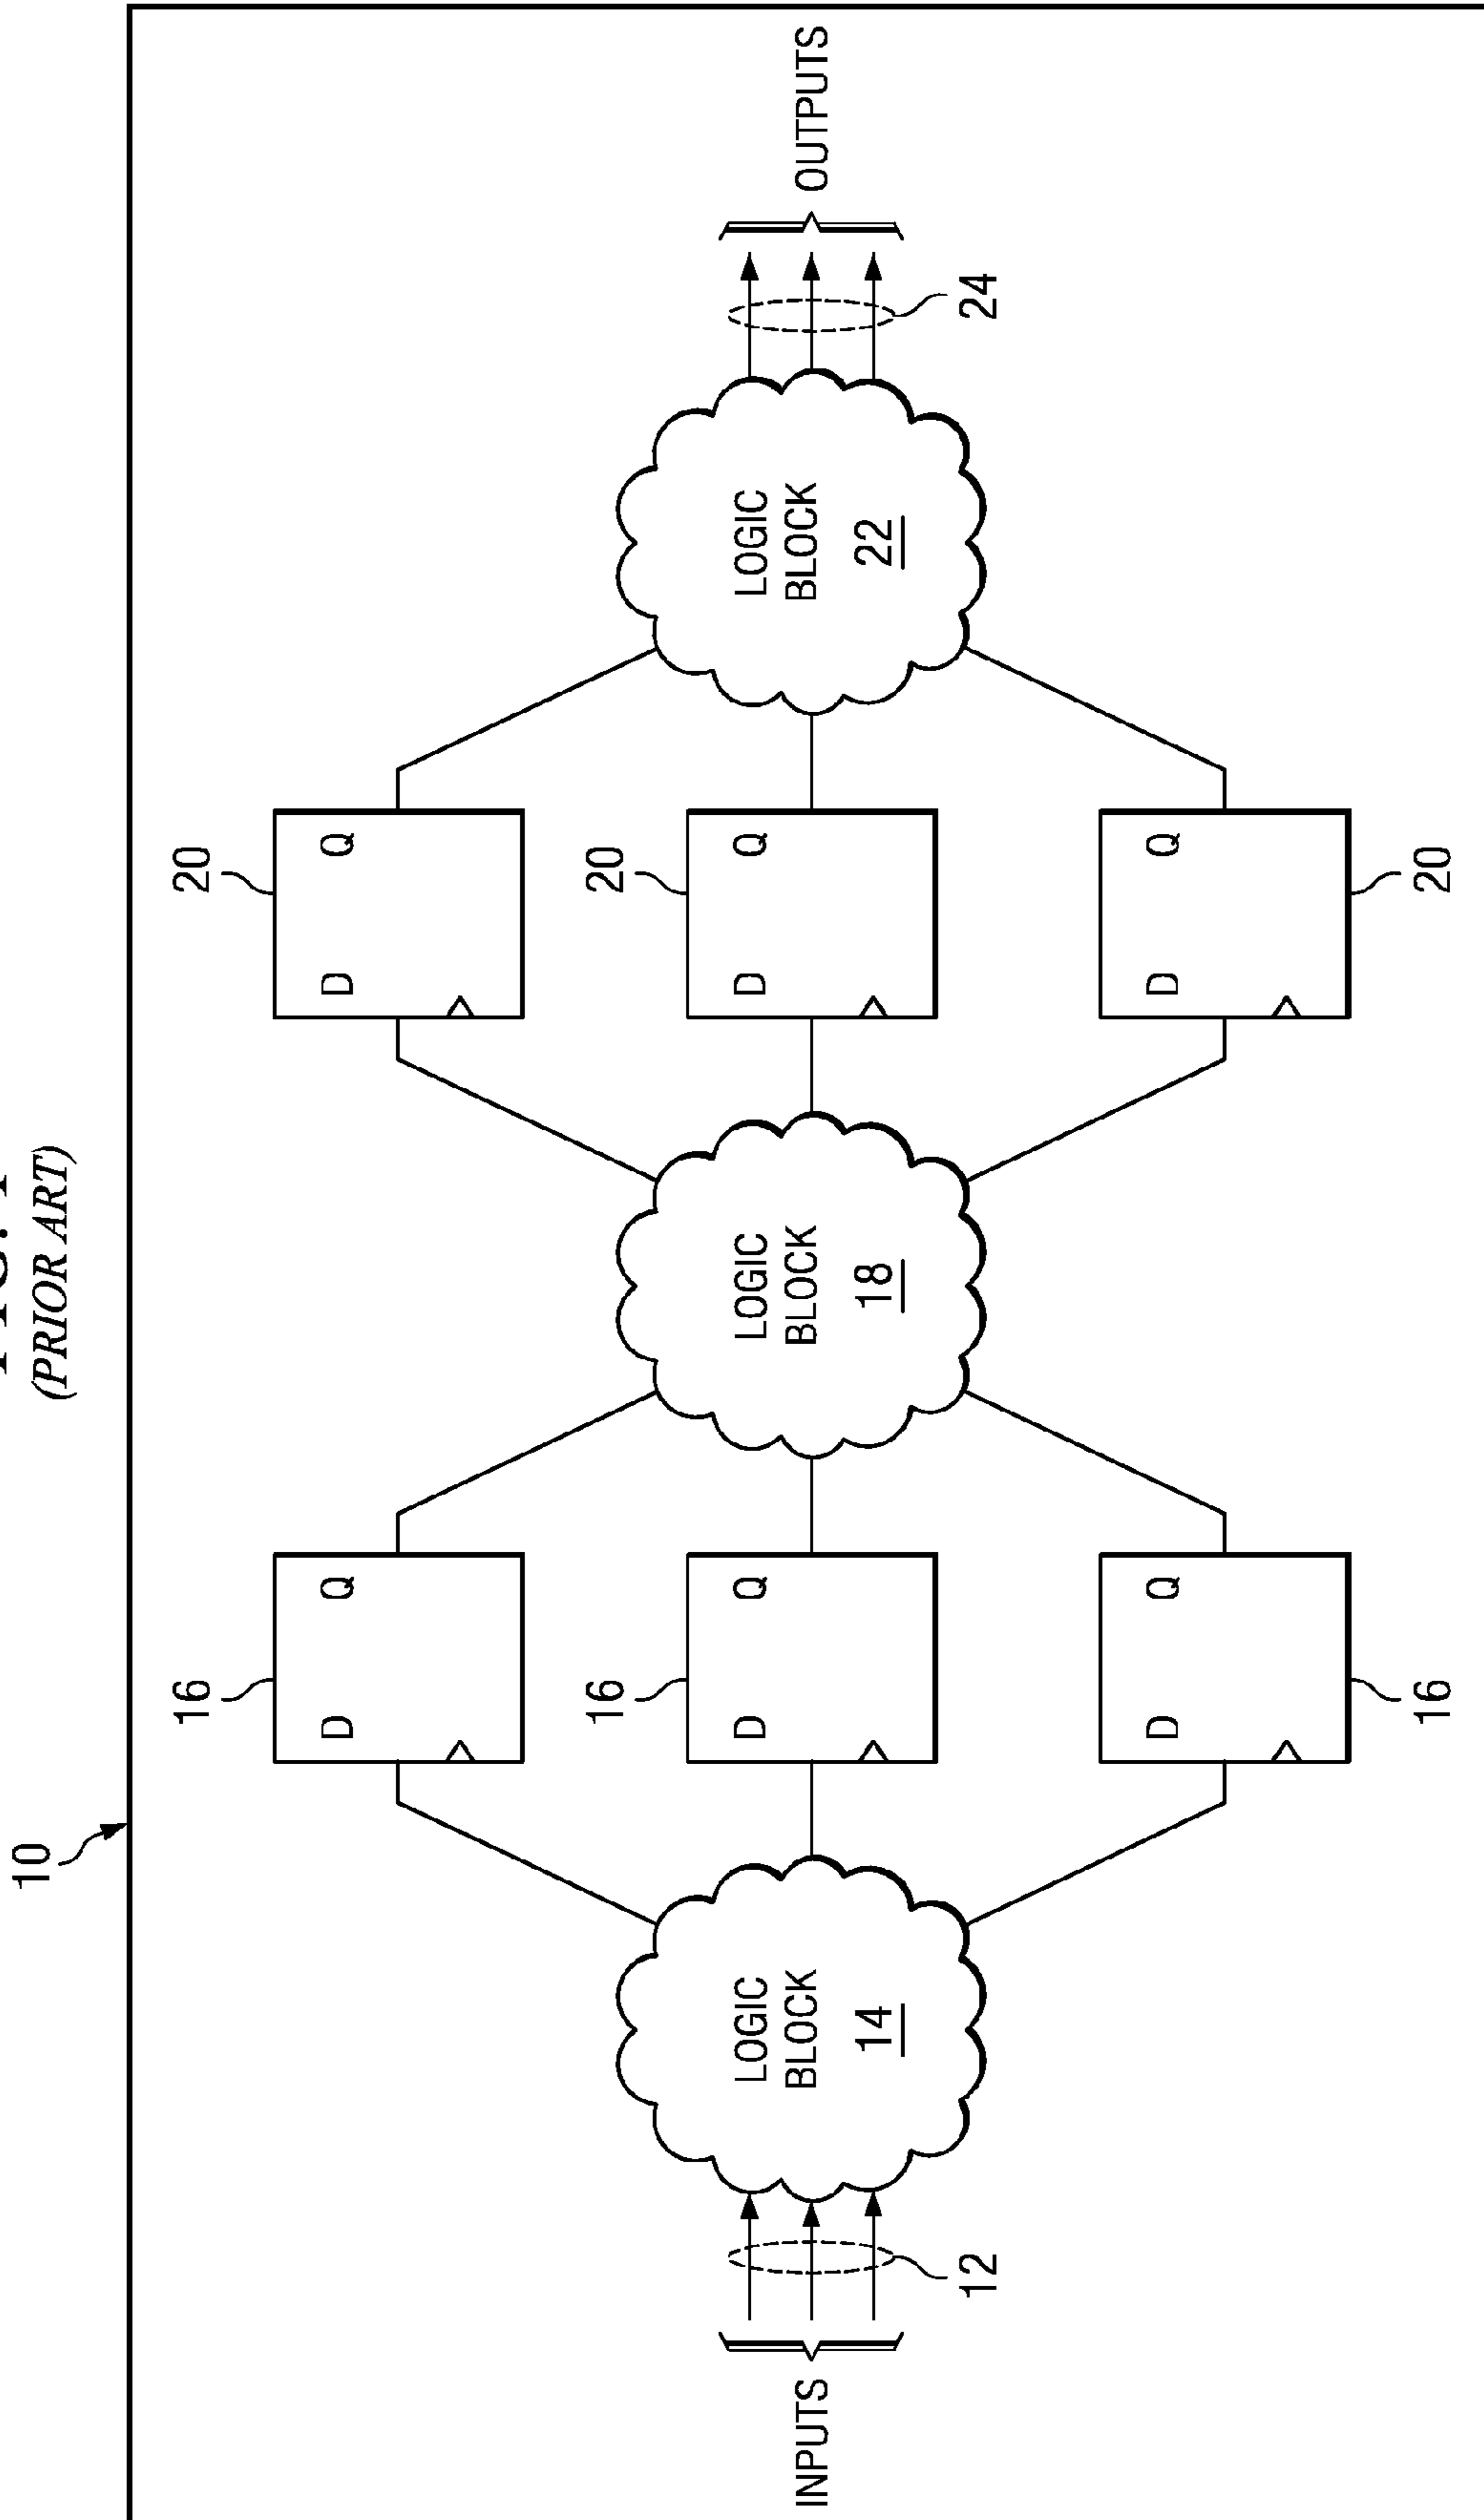 (PRIOR ART)
10
INPUTS
12
LOGIC
BLOCK
14
16
D Q
16
D Q
16
D Q
LOGIC
BLOCK
18
20
D Q
20
D Q
20
D Q
LOGIC
BLOCK
22
24
OUTPUTS